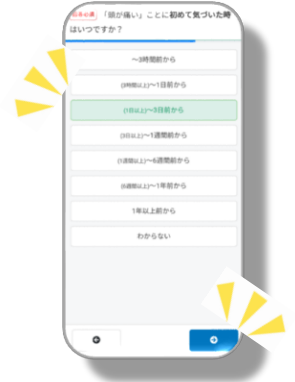 「頭が痛い」ことに初めて気づいた時
はいつですか？
～3時間前から
(3時間以上)～1日前から
(1日以上)～3日前から
(3日以上)～1週間前から
(1週間以上)～6週間前から
(6週間以上)～1年前から
1年以上前から
わからない